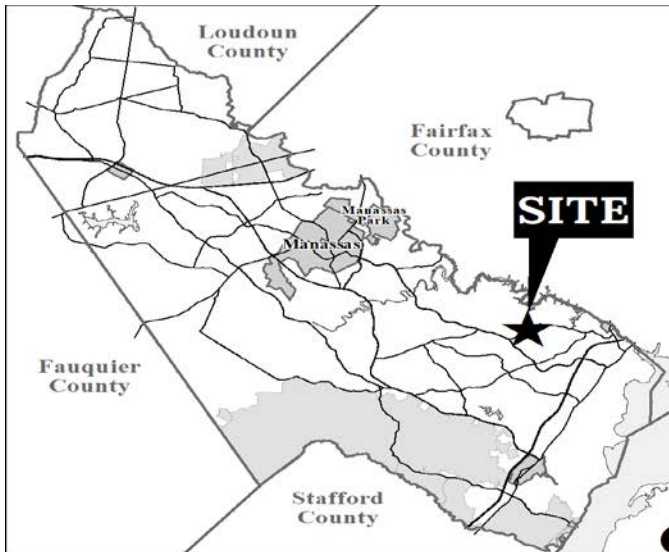 Loudoun
County
Fairfax
County
SITE
Manassas
Park
Manassas
Fauquier
County
Stafford
County